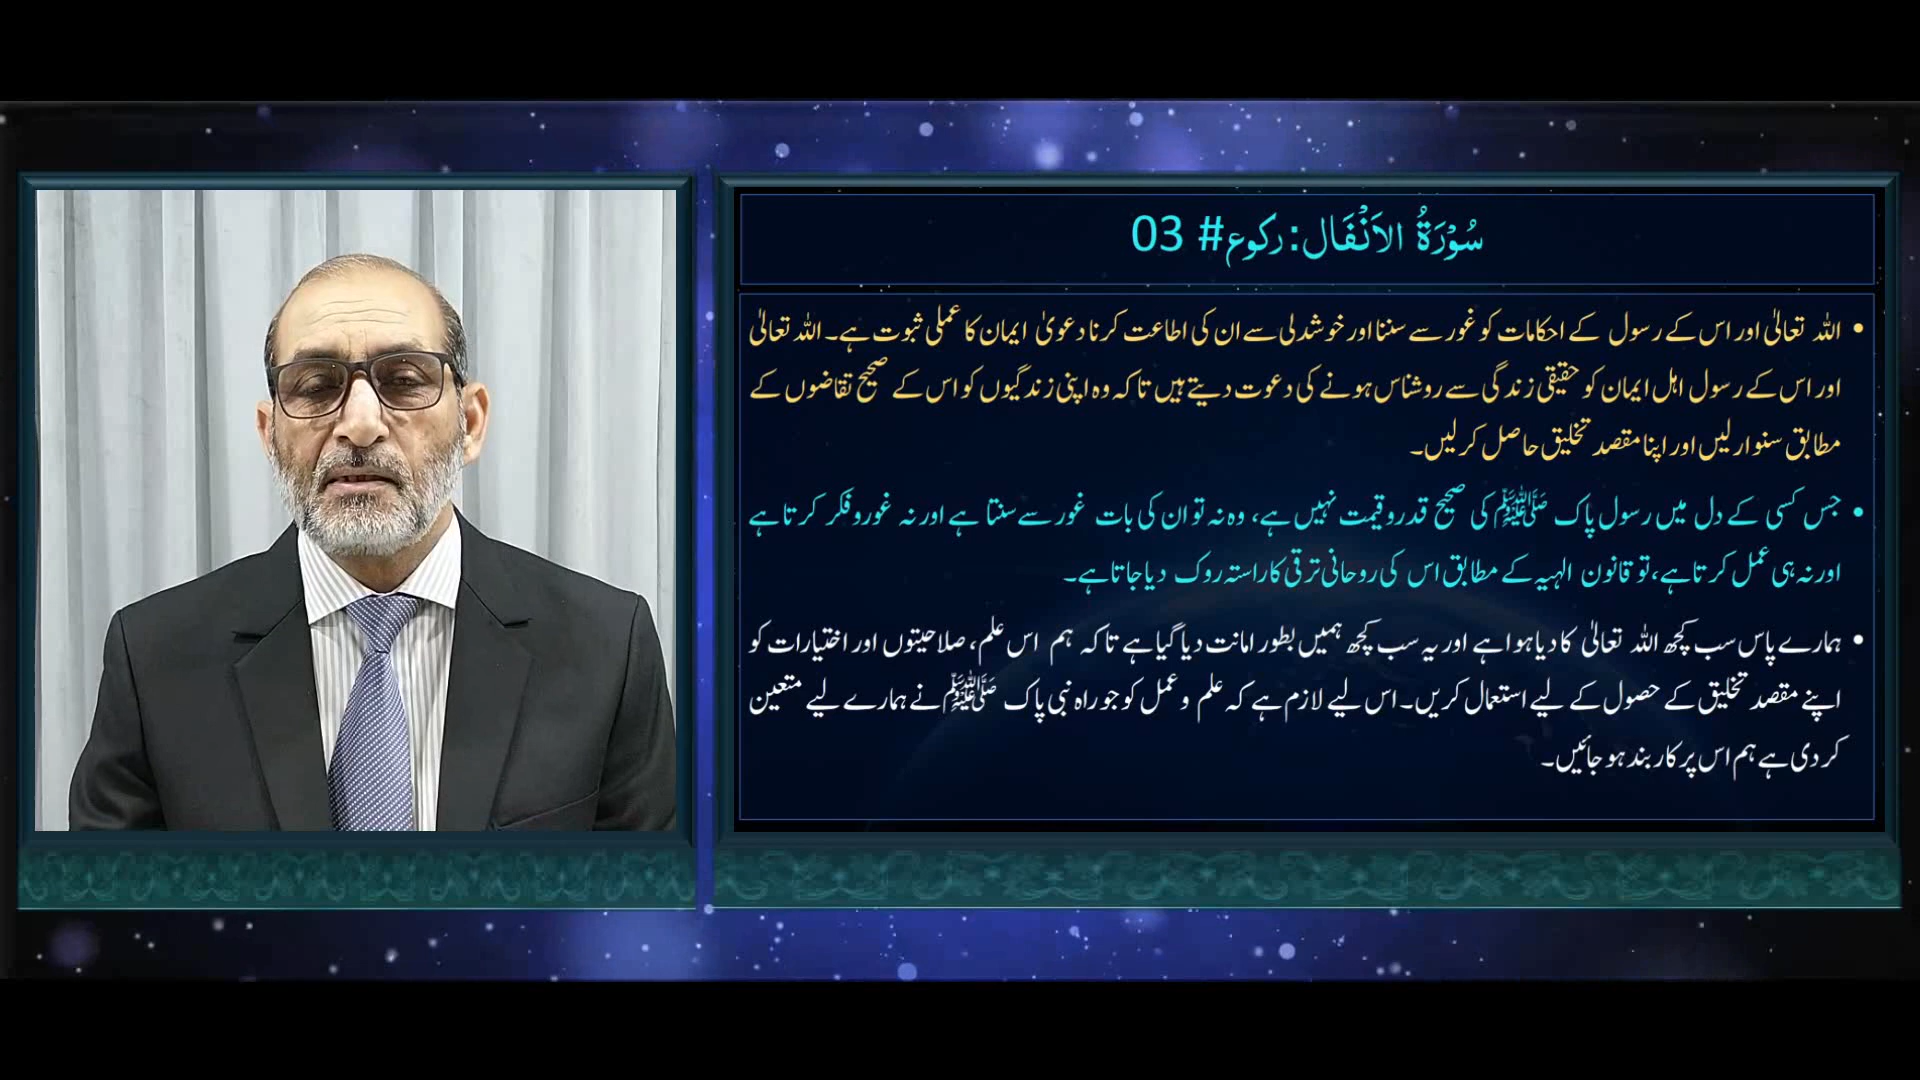 سُوْرَۃُ الاَنْفَال: رکوع# 03
• اللہ تعالیٰ اور اس کے رسول کے احکامات کو غور سے سننا اور خوشدلی سے ان کی اطاعت کرنا دعویٰ ایمان کا عملی ثبوت ہے۔ اللہ تعالیٰ
اور اس کے رسول اہل ایمان کو حقیقی زندگی سے روشناس ہونے کی دعوت دیتے ہیں تاکہ وہ اپنی زندگیوں کو اس کے صحیح تقاضوں کے
مطابق سنوار لیں اور اپنا مقصد تخلیق حاصل کر لیں۔
• جس کسی کے دل میں رسول پاک ﷺ کی صحیح قدر و قیمت نہیں ہے، وہ نہ تو ان کی بات غور سے سنتا ہے اور نہ غور و فکر کرتا ہے
اور نہ ہی عمل کرتا ہے، تو قانون الہیہ کے مطابق اس کی روحانی ترقی کا راستہ روک دیا جاتا ہے۔
• ہمارے پاس سب کچھ اللہ تعالیٰ کا دیا ہوا ہے اور یہ سب کچھ ہمیں بطور امانت دیا گیا ہے تاکہ ہم اس علم، صلاحیتوں اور اختیارات کو
اپنے مقصد تخلیق کے حصول کے لیے استعمال کریں۔ اس لیے لازم ہے کہ علم و عمل کو جو راہ نبی پاک ﷺ نے ہمارے لیے متعین
کر دی ہے ہم اس پر کاربند ہو جائیں۔